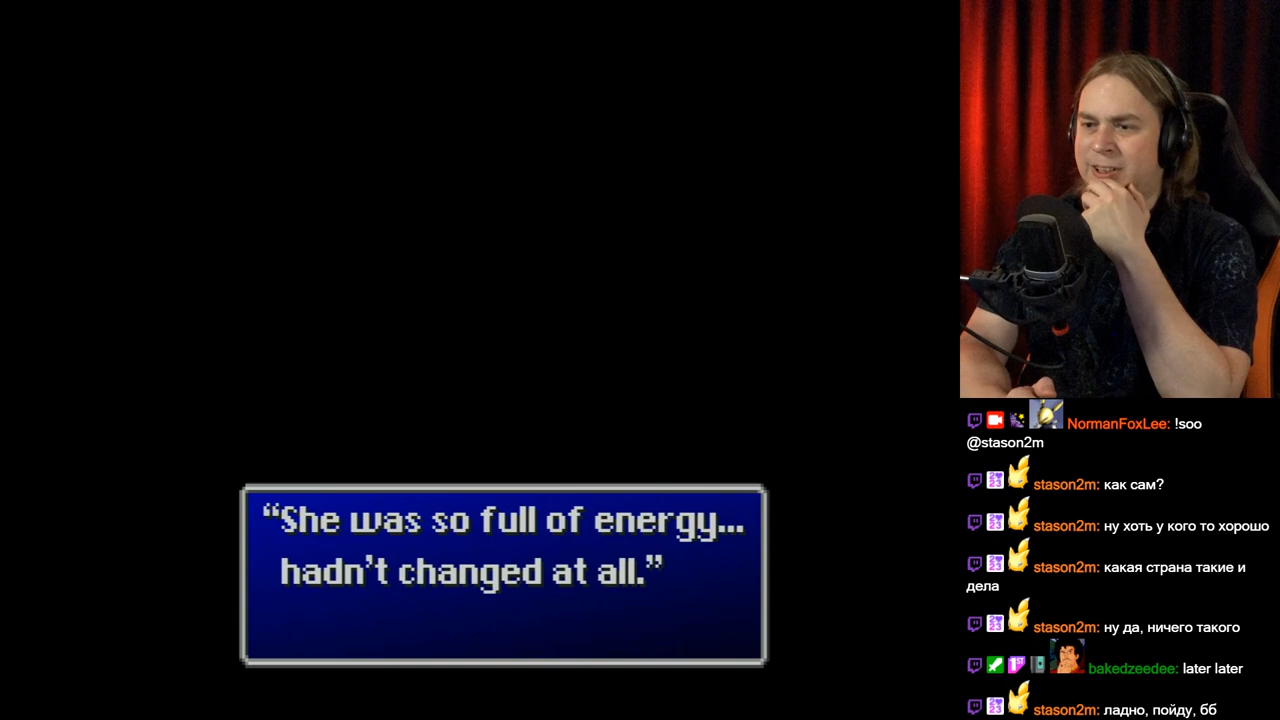 “She was so full of energy...
hadn’t changed at all.”
NormanFoxLee: !soo
@stason2m
stason2m: как сам?
stason2m: ну хоть у кого то хорошо
stason2m: какая страна такие и
дела
stason2m: ну да, ничего такого
bakedzeedee: later later
stason2m: ладно, пойду, бб